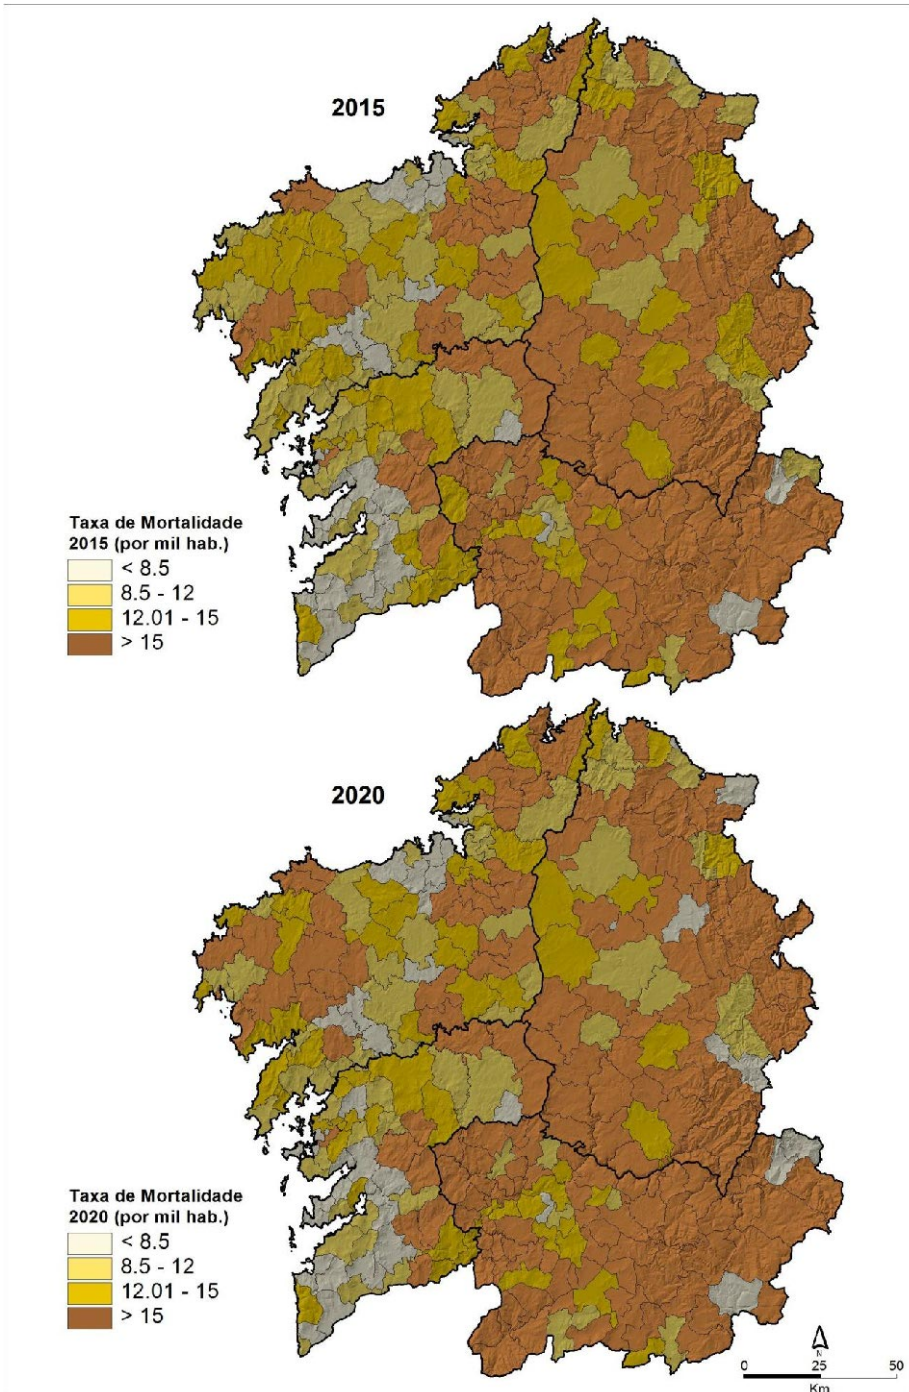 2015
Taxa de Mortalidade
2015 (por mil hab.)
< 8.5
8.5 - 12
12.01 - 15
> 15
2020
Taxa de Mortalidade
2020 (por mil hab.)
< 8.5
8.5 - 12
12.01 - 15
> 15
N
0 25 50
Km